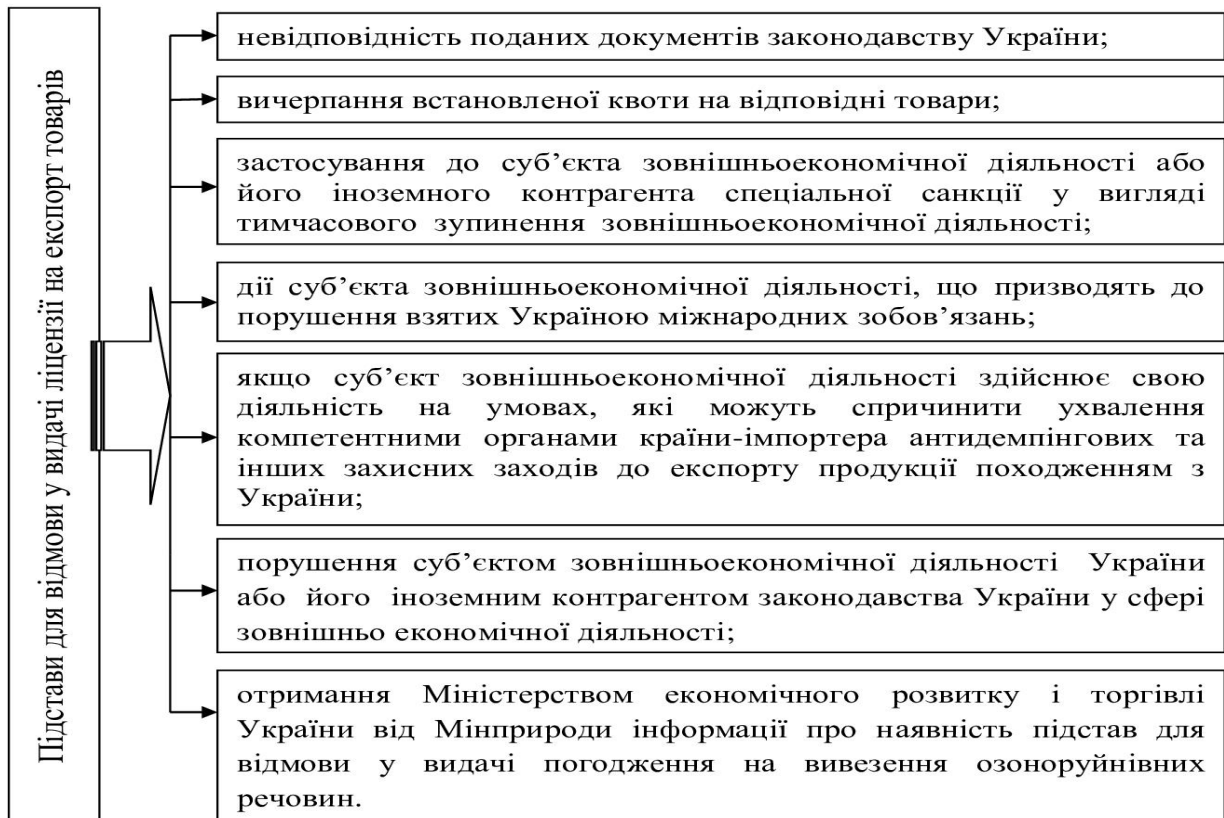 Підстави для відмови у видачі ліцензії на експорт товарів
невідповідність поданих документів законодавству України;
вичерпання встановленої квоти на відповідні товари;
застосування до суб’єкта зовнішньоекономічної діяльності або
його іноземного контрагента спеціальної санкції у вигляді
тимчасового зупинення зовнішньоекономічної діяльності;
дії суб’єкта зовнішньоекономічної діяльності, що призводять до
порушення взятих Україною міжнародних зобов’язань;
якщо суб’єкт зовнішньоекономічної діяльності здійснює свою
діяльність на умовах, які можуть спричинити ухвалення
компетентними органами країни-імпортера антидемпінгових та
інших захисних заходів до експорту продукції походженням з
України;
порушення суб’єктом зовнішньоекономічної діяльності України
або його іноземним контрагентом законодавства України у сфері
зовнішньо економічної діяльності;
отримання Міністерством економічного розвитку і торгівлі
України від Мінприроди інформації про наявність підстав для
відмови у видачі погодження на вивезення озоноруйнівних
речовин.